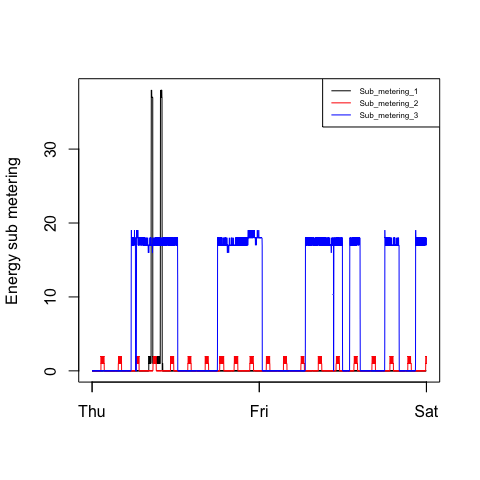 Sub_metering_1
Sub_metering_2
Sub_metering_3
Energy sub metering
30
20
10
0
Thu Fri Sat